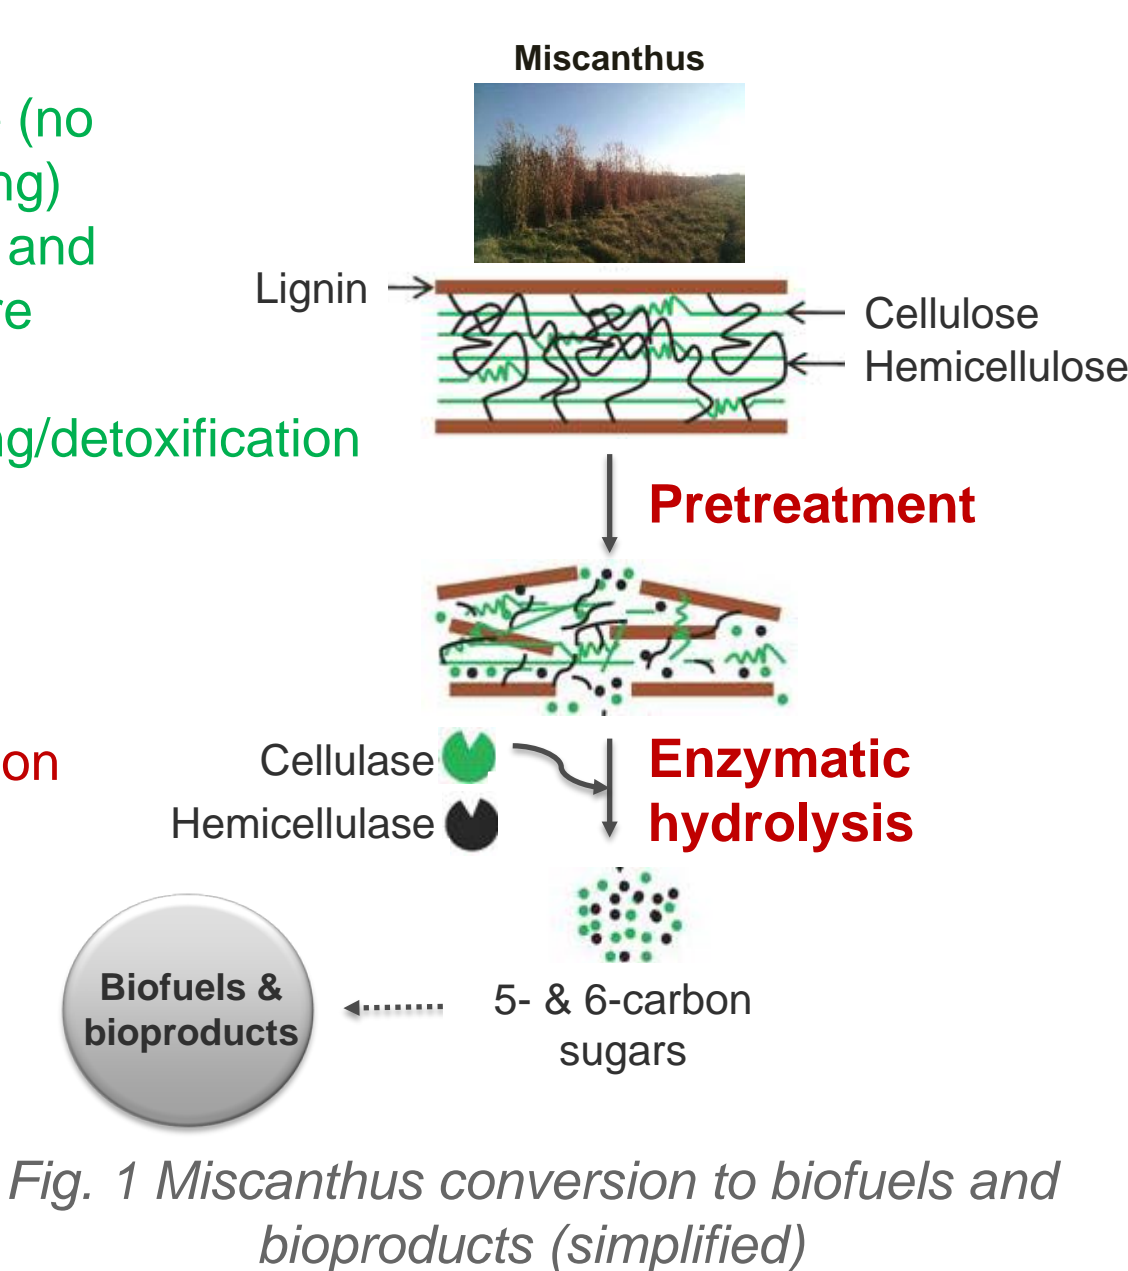 Miscanthus
(no
ng)
and
re
Lignin
Cellulose
Hemicellulose
ng/detoxification
Pretreatment
on
Cellulase
Enzymatic
hydrolysis
Hemicellulase
Biofuels &
bioproducts
5- & 6-carbon
sugars
Fig. 1 Miscanthus conversion to biofuels and
bioproducts (simplified)